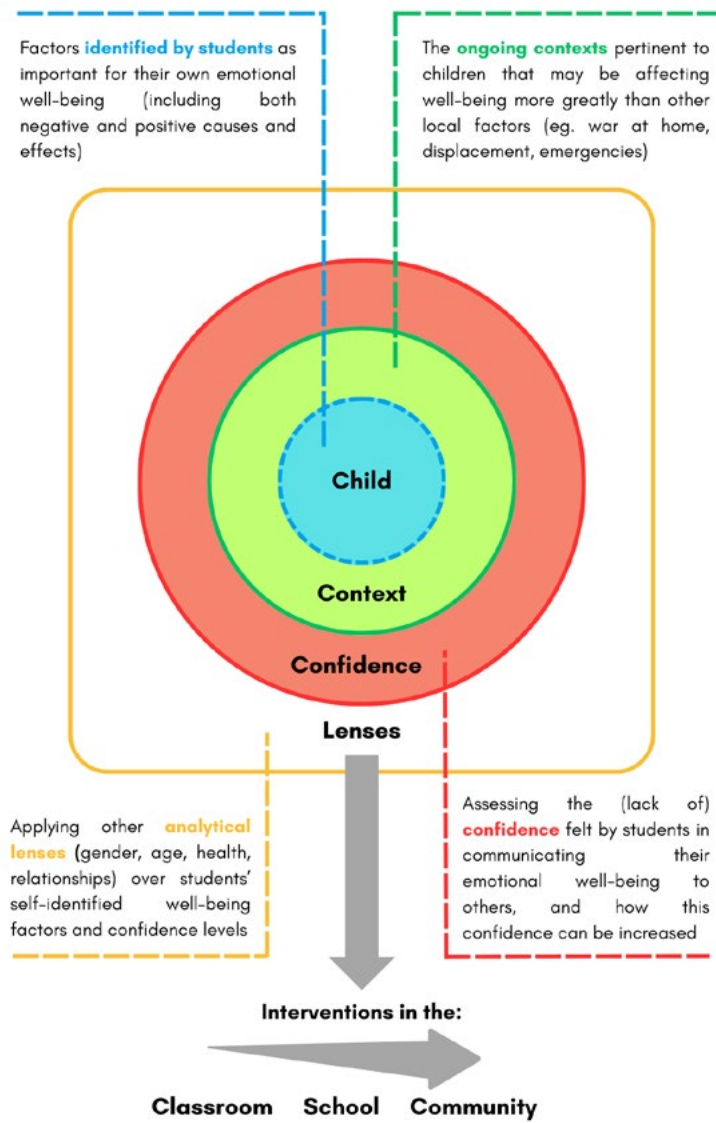 Factors identified by students as
important for their own emotional
well-being (including both
negative and positive causes and
effects)
The ongoing contexts pertinent to
children that may be affecting
well-being more greatly than other
local factors (eg. war at home,
displacement, emergencies)
Child
Context
Confidence
Lenses
Applying other analytical
lenses (gender, age, health,
relationships) over students'
self-identified well-being
factors and confidence levels
Assessing the (lack of)
confidence felt by students in
communicating their
emotional well-being to
others, and how this
confidence can be increased
Interventions in the:
Classroom School Community